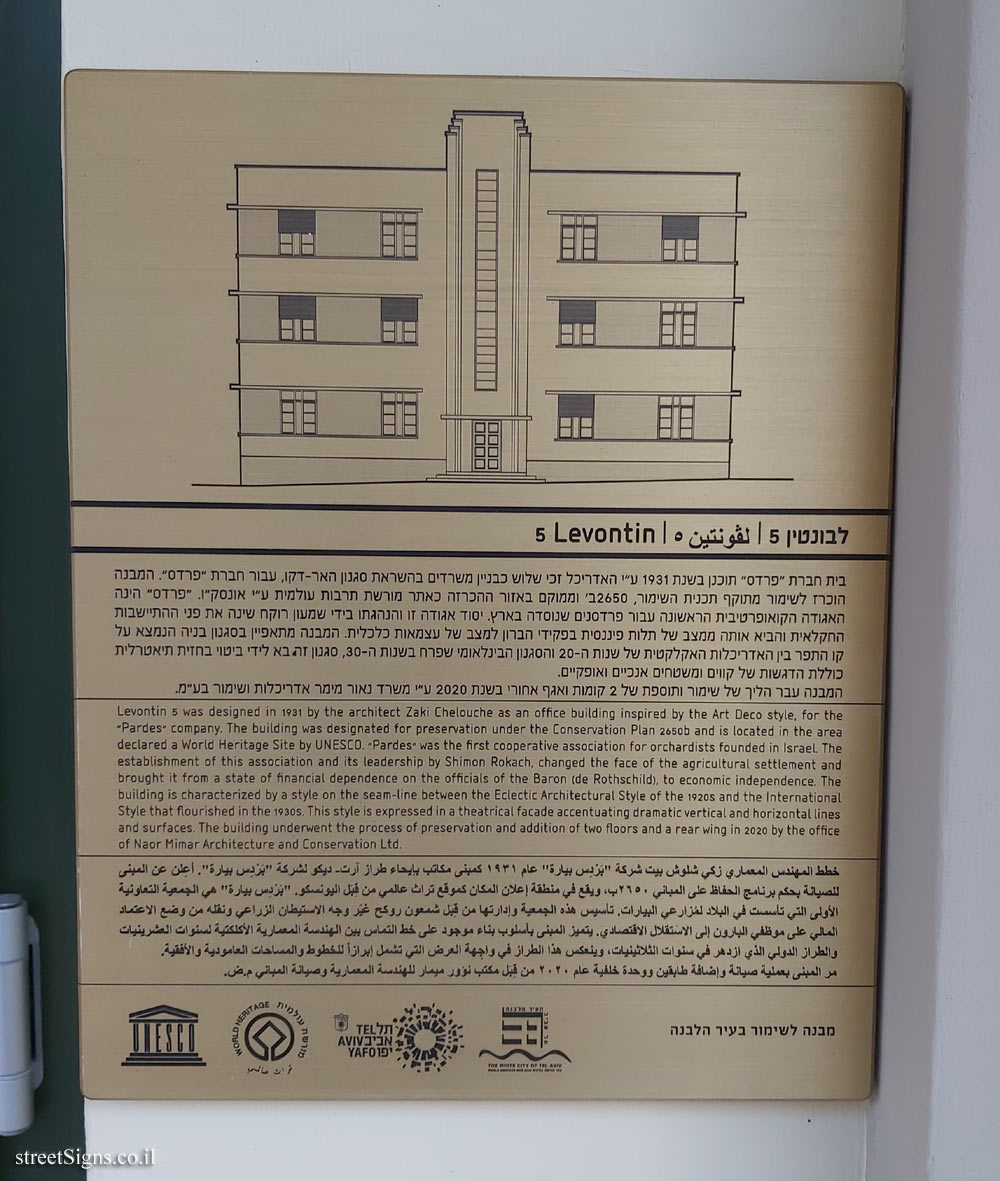 לבונטין 5 | لڤونتين ٥ | 5 Levontin
בית חברת "פרדס" תוכנן בשנת 1931 ע"י האדריכל זכי שלוש כבניין משרדים בהשראת סגנון האר-דקו, עבור חברת "פרדס". המבנה
הוכרז לשימור מתוקף תכנית השימור, 2650ב' וממוקם באזור ההכרזה כאתר מורשת תרבות עולמית ע"י אונסק"ו. "פרדס" הינה
האגודה הקואופרטיבית הראשונה עבור פרדסנים שנוסדה בארץ. יסוד אגודה זו והנהגתו בידי שמעון רוקח שינה את פני ההתיישבות
החקלאית והביא אותה ממצב של תלות פיננסית בפקידי הברון למצב של עצמאות כלכלית. המבנה מתאפיין בסגנון בניה הנמצא על
קו התפר בין האדריכלות האקלקטית של שנות ה-20 והסגנון הבינלאומי שפרח בשנות ה-30, סגנון זה בא לידי ביטוי בחזית תיאטרלית
כוללת הדגשות של קווים ומשטחים אנכיים ואופקיים.
המבנה עבר הליך של שימור ותוספת של 2 קומות ואגף אחורי בשנת 2020 ע"י משרד נאור מימר אדריכלות ושימור בע"מ.
Levontin 5 was designed in 1931 by the architect Zaki Chelouche as an office building inspired by the Art Deco style, for the
"Pardes" company. The building was designated for preservation under the Conservation Plan 2650b and is located in the area
declared a World Heritage Site by UNESCO. "Pardes" was the first cooperative association for orchardists founded in Israel. The
establishment of this association and its leadership by Shimon Rokach, changed the face of the agricultural settlement and
brought it from a state of financial dependence on the officials of the Baron (de Rothschild), to economic independence. The
building is characterized by a style on the seam-line between the Eclectic Architectural Style of the 1920s and the International
Style that flourished in the 1930s. This style is expressed in a theatrical facade accentuating dramatic vertical and horizontal lines
and surfaces. The building underwent the process of preservation and addition of two floors and a rear wing in 2020 by the office
of Naor Mimar Architecture and Conservation Ltd.
خطط المهندس المعماري زكي شلوش بيت شركة "بَرْدِس بيارة" عام ١٩٣١ كمبنى مكاتب بإيحاء طراز آرت- ديكو لشركة "بَرْدِس بيارة". أُعلِن عن المبنى
للصيانة بحكم برنامج الحفاظ على المباني ٢٦٥٠ب، ويقع في منطقة إعلان المكان كموقع تراث عالمي من قِبَل اليونسكو. "بَرْدِس بيارة" هي الجمعية التعاونية
الأولى التي تأسست في البلاد لمُزارعي البيارات. تأسيس هذه الجمعية وإدارتها من قِبَل شمعون روكح غيّر وجه الاستيطان الزراعي ونقله من وضع الاعتماد
المالي على موظفي البارون إلى الاستقلال الاقتصادي. يتميز المبنى بأسلوب بناء موجود على خط التماس بين الهندسة المعمارية الأكلكتية لسنوات العشرينيات
والطراز الدولي الذي ازدهر في سنوات الثلاثينيات، وينعكس هذا الطراز في واجهة العرض التي تشمل إبرازاً للخطوط والمساحات العامودية والأفقية.
مر المبنى بعملية صيانة وإضافة طابقين ووحدة خلفية عام ٢٠٢٠ من قِبَل مكتب نؤور ميمار للهندسة المعمارية وصيانة المباني م.ض.
מבנה לשימור בעיר הלבנה
העיר הלבנה
תל אביב
THE WHITE CITY OF TEL AVIV
TEL תל
AVIV אביב
YAFO יפו
WORLD HERITAGE מורשת עולמית
UNESCO
streetSigns.co.il